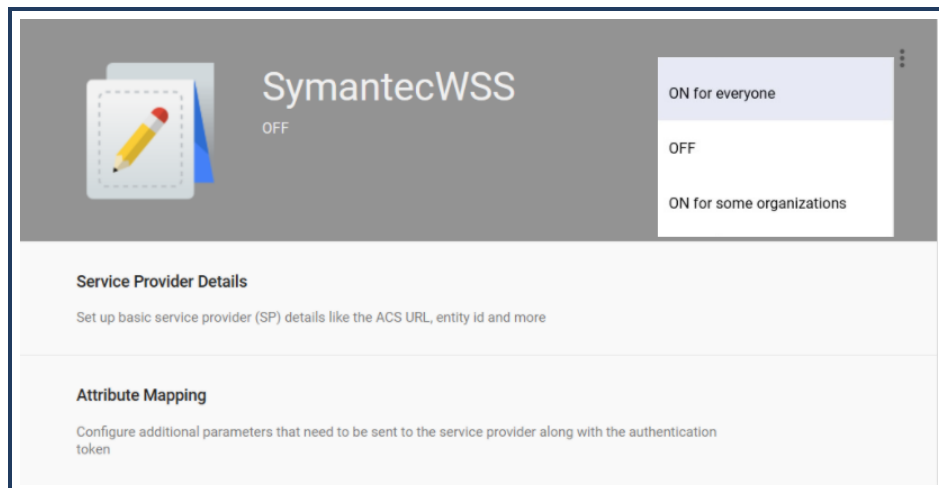 SymantecWSS
OFF
ON for everyone
OFF
ON for some organizations
Service Provider Details
Set up basic service provider (SP) details like the ACS URL, entity id and more
Attribute Mapping
Configure additional parameters that need to be sent to the service provider along with the authentication
token